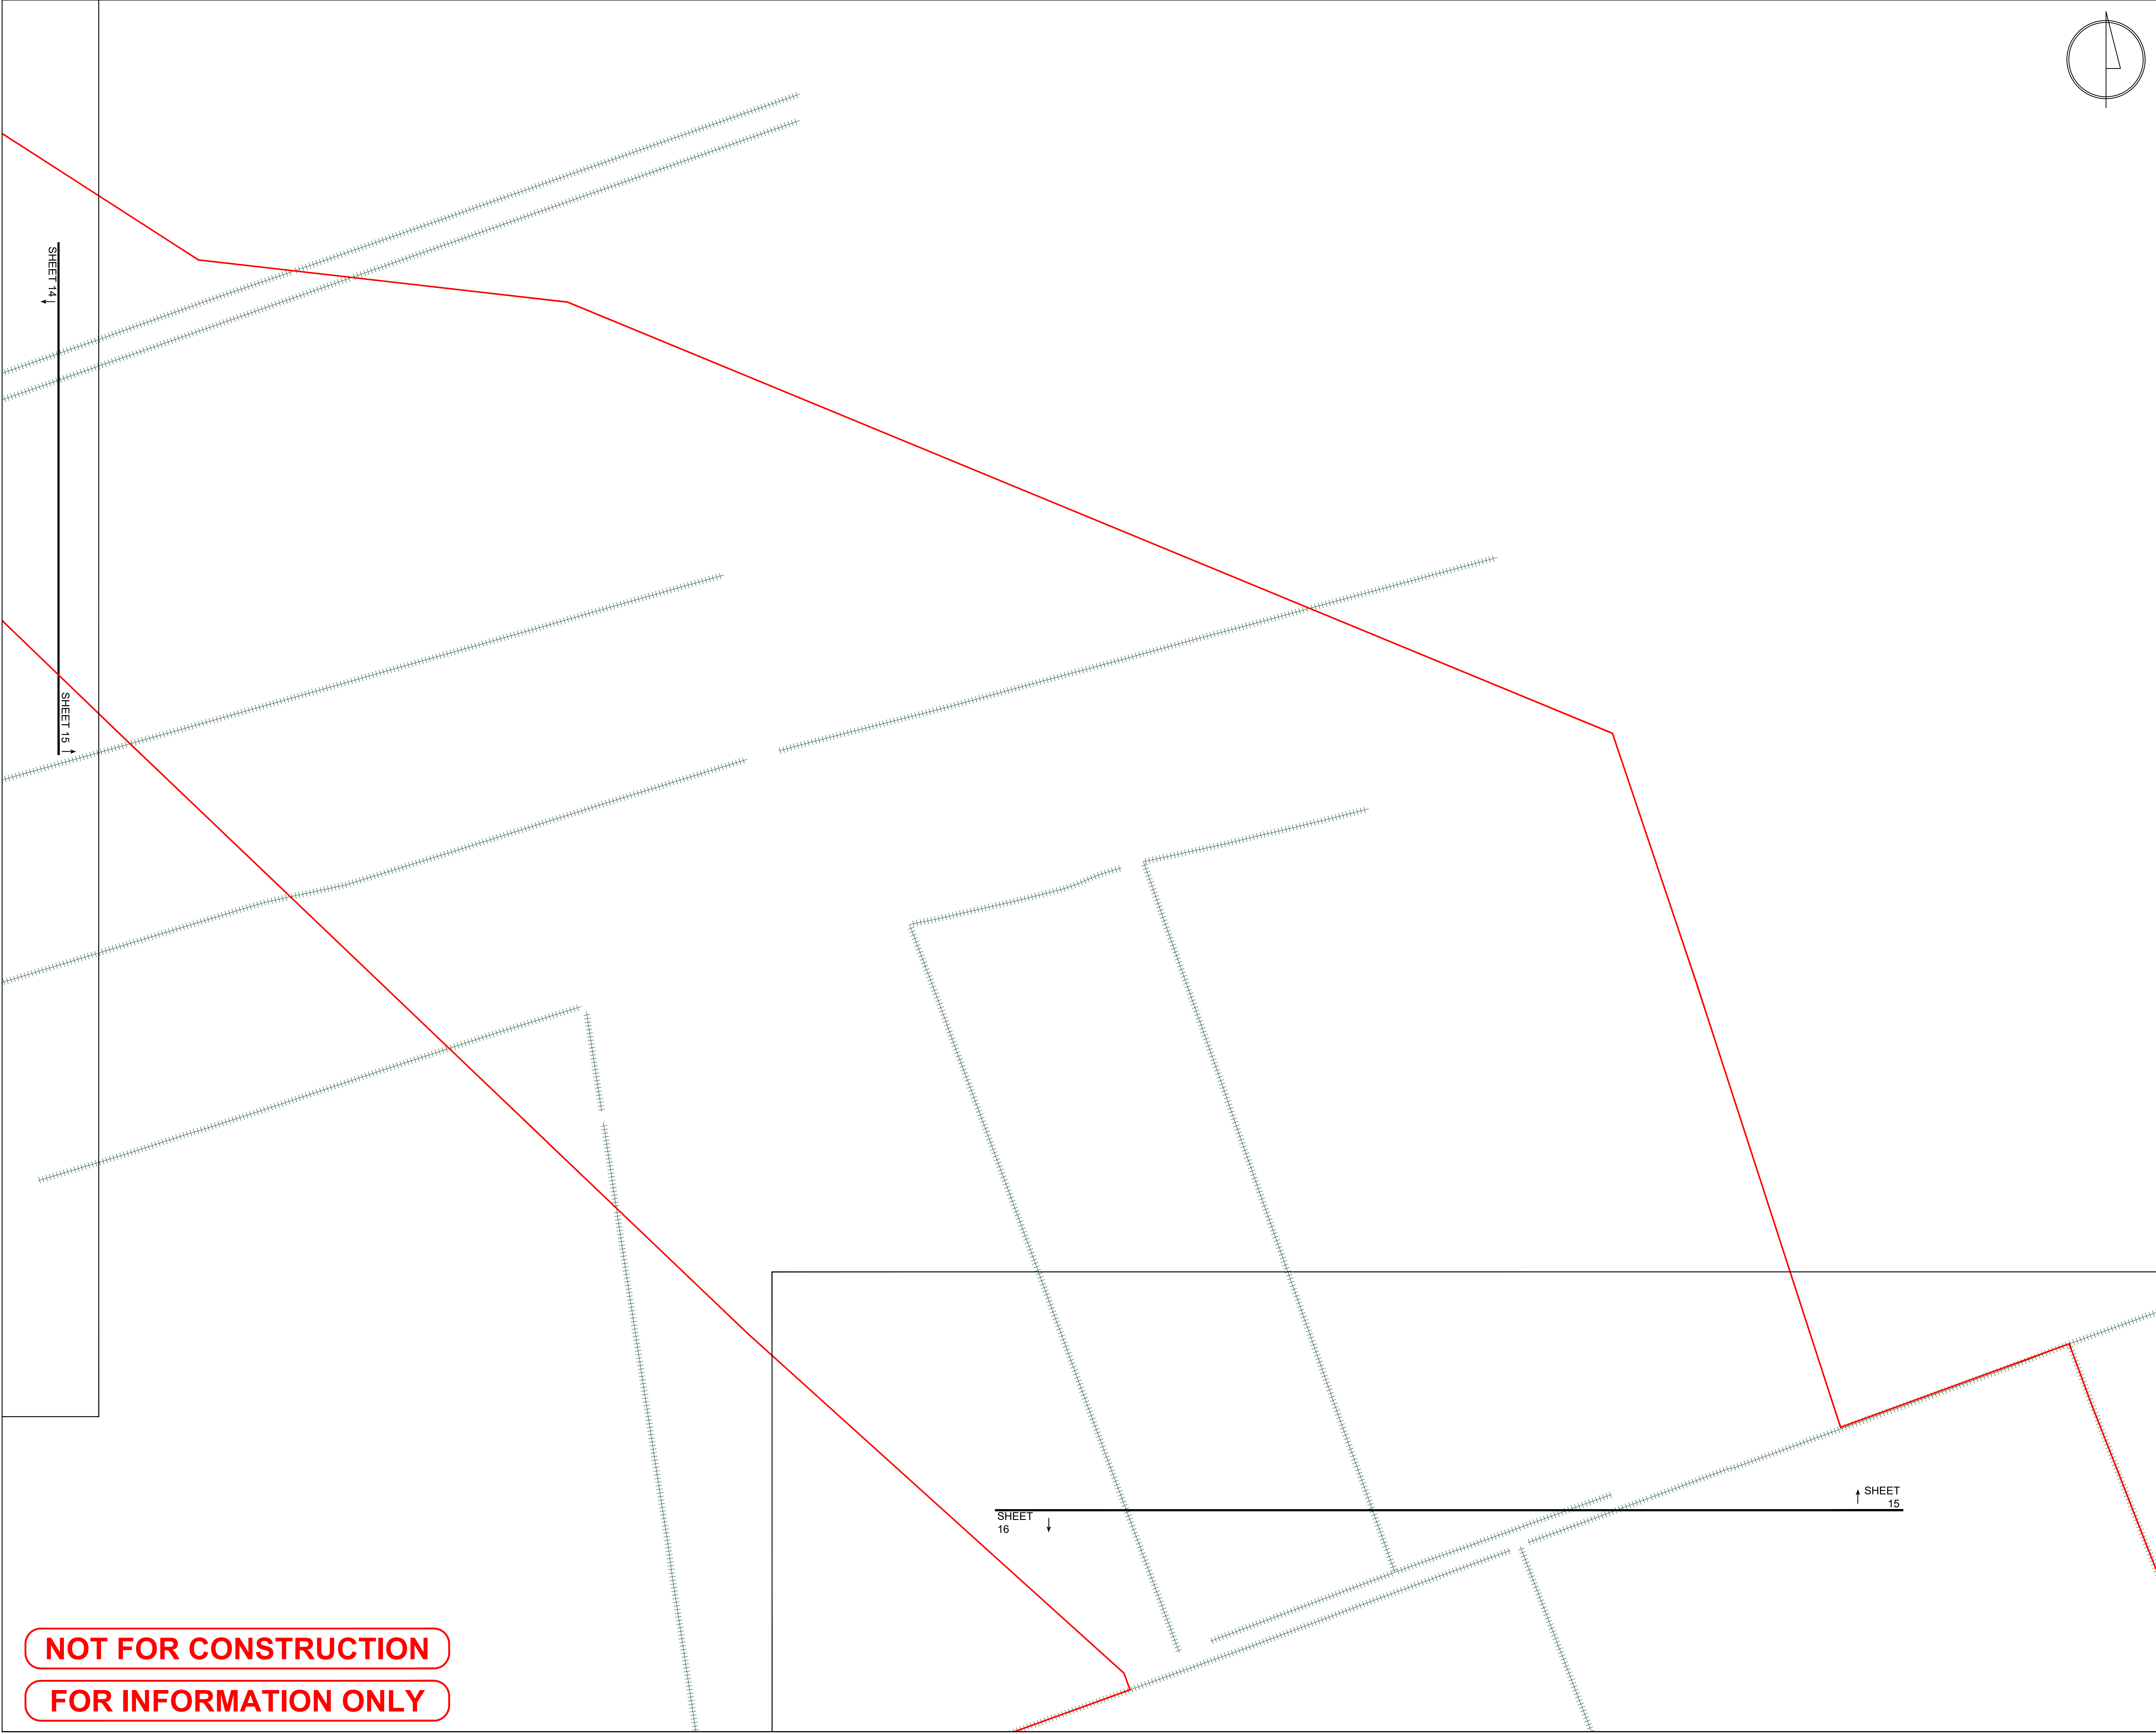 SHEET 14
SHEET 15
SHEET
15
SHEET
16
NOT FOR CONSTRUCTION
FOR INFORMATION ONLY